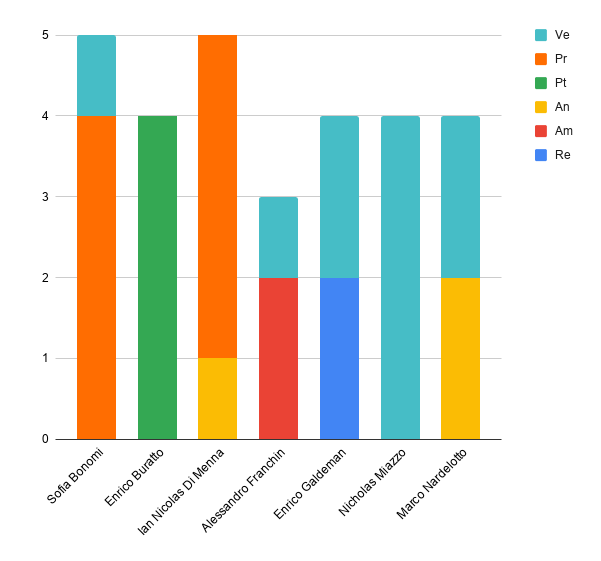 5
4
3
2
1
0
Sofia Bonomi
Enrico Buratto
Ian Nicolas Di Menna
Alessandro Franchin
Enrico Galdeman
Nicholas Miazzo
Marco Nardelotto
Ve
Pr
Pt
An
Am
Re